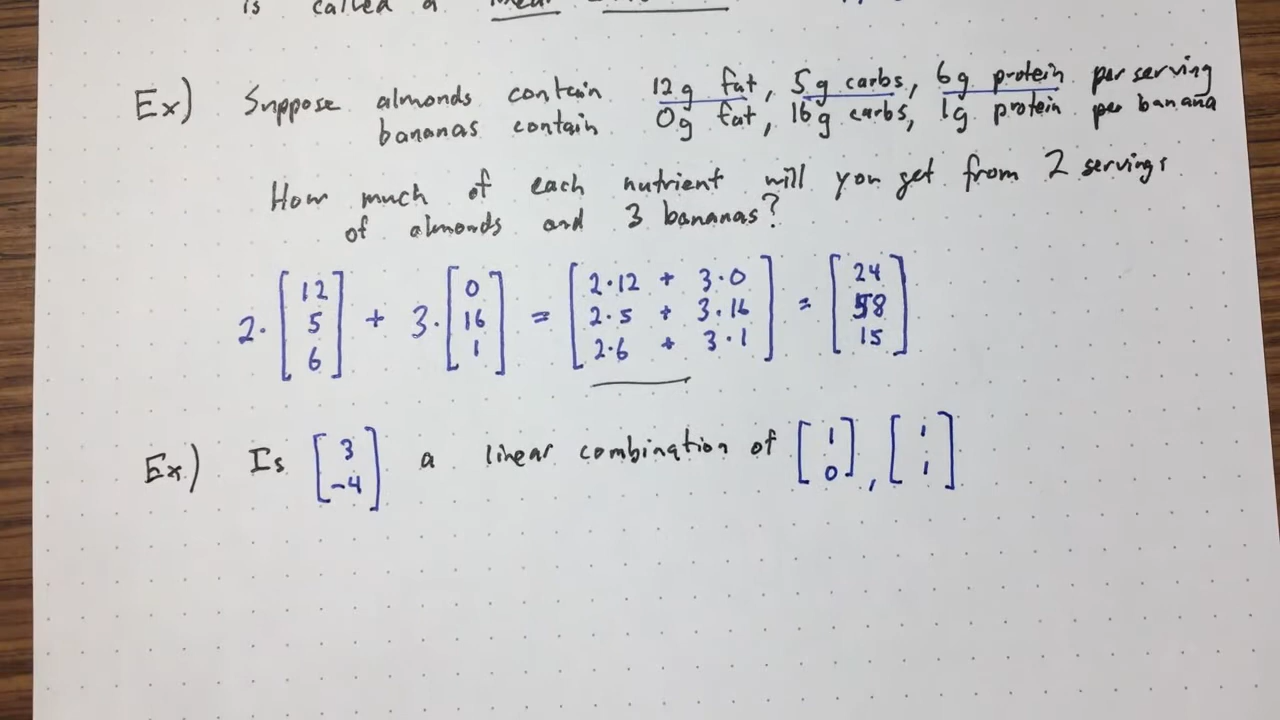 is called a linear
Ex) Suppose almonds contain 12g fat, 5g carbs, 6g protein per serving
bananas contain 0g fat, 16g carbs, 1g protein per banana
How much of each nutrient will you get from 2 servings
of almonds and 3 bananas?
2· [12 5 6] + 3· [0 16 1] = [2·12 + 3·0 2·5 + 3·16 2·6 + 3·1] = [24 58 15]
Ex) Is [3 -4] a linear combination of [1 0], [1 1]